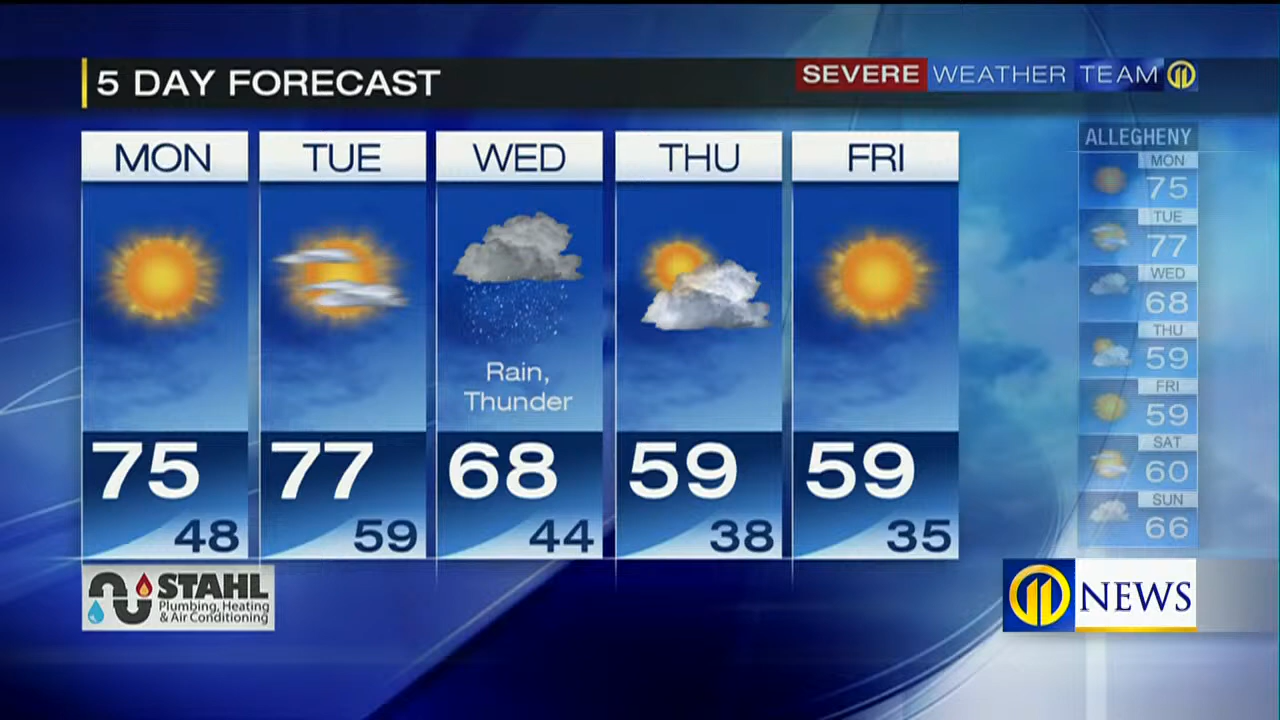 5 DAY FORECAST
SEVERE WEATHER TEAM 11
MON TUE WED THU FRI
Rain,
Thunder
75 77 68 59 59
48 59 44 38 35
ALLEGHENY
MON
75
TUE
77
WED
68
THU
59
FRI
59
SAT
60
SUN
66
STAHL
Plumbing, Heating
& Air Conditioning
11 NEWS